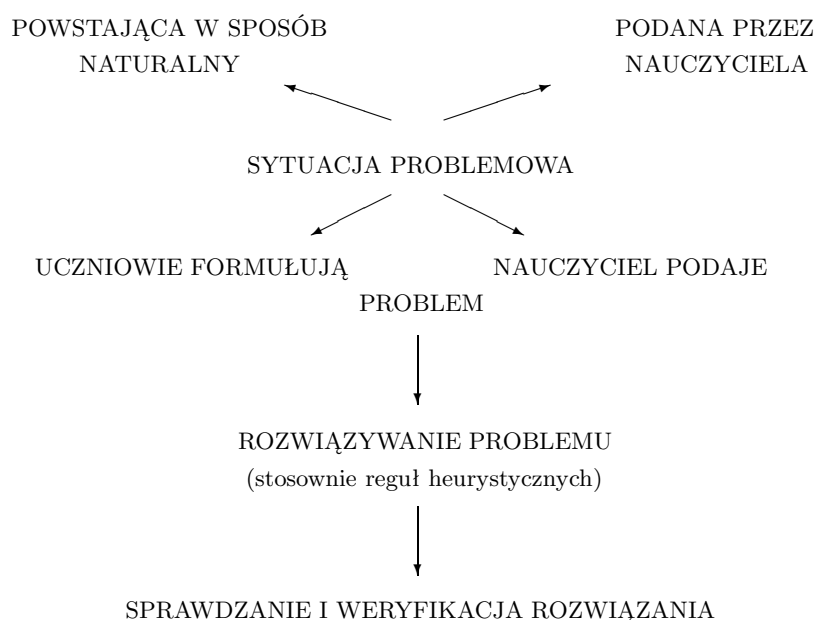 POWSTAJĄCA W SPOSÓB
NATURALNY
PODANA PRZEZ
NAUCZYCIELA
SYTUACJA PROBLEMOWA
UCZNIOWIE FORMUŁUJĄ
NAUCZYCIEL PODAJE
PROBLEM
ROZWIĄZYWANIE PROBLEMU
(stosownie reguł heurystycznych)
SPRAWDZANIE I WERYFIKACJA ROZWIĄZANIA